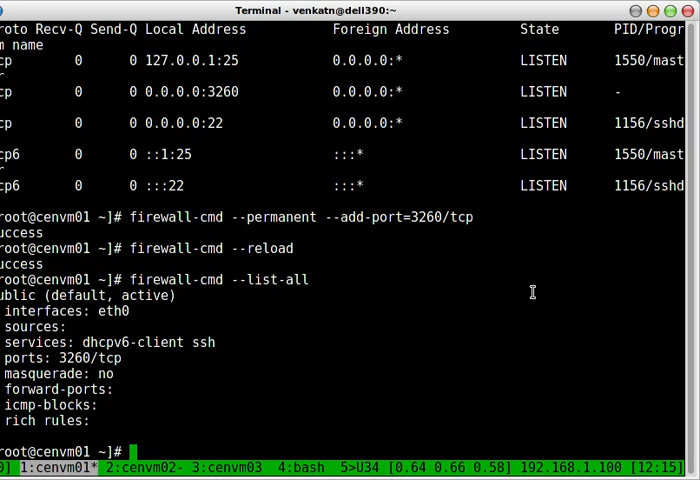 Terminal - venkatn@dell390:~
roto Recv-Q Send-Q Local Address Foreign Address State PID/Progr
m name
cp 0 0 127.0.0.1:25 0.0.0.0:* LISTEN 1550/mast
r
cp 0 0 0.0.0.0:3260 0.0.0.0:* LISTEN -
cp 0 0 0.0.0.0:22 0.0.0.0:* LISTEN 1156/sshd
cp6 0 0 ::1:25 :::* LISTEN 1550/mast
r
cp6 0 0 :::22 :::* LISTEN 1156/sshd
root@cenvm01 ~]# firewall-cmd --permanent --add-port=3260/tcp
uccess
root@cenvm01 ~]# firewall-cmd --reload
uccess
root@cenvm01 ~]# firewall-cmd --list-all
ublic (default, active)
interfaces: eth0
sources:
services: dhcpv6-client ssh
ports: 3260/tcp
masquerade: no
forward-ports:
icmp-blocks:
rich rules:
root@cenvm01 ~]#
0] 1:cenvm01* 2:cenvm02- 3:cenvm03 4:bash 5>U34 [0.64 0.66 0.58] 192.168.1.100 [12:15]